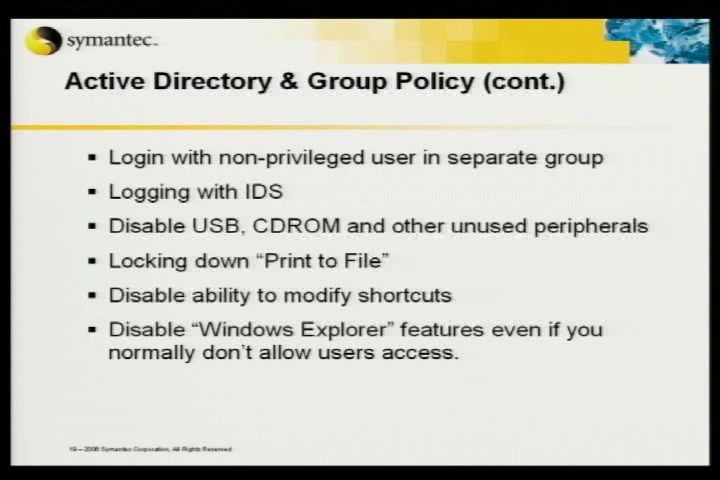 symantec.
Active Directory & Group Policy (cont.)
▪ Login with non-privileged user in separate group
▪ Logging with IDS
▪ Disable USB, CDROM and other unused peripherals
▪ Locking down “Print to File”
▪ Disable ability to modify shortcuts
▪ Disable “Windows Explorer” features even if you
normally don’t allow users access.
19 – 2006 Symantec Corporation, All Rights Reserved